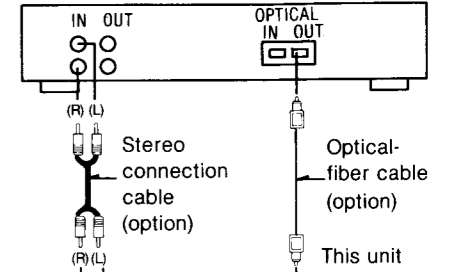 IN OUT
OPTICAL
IN OUT
(R) (L)
Stereo
connection
cable
(option)
Optical-
fiber cable
(option)
This unit
(R) (L)